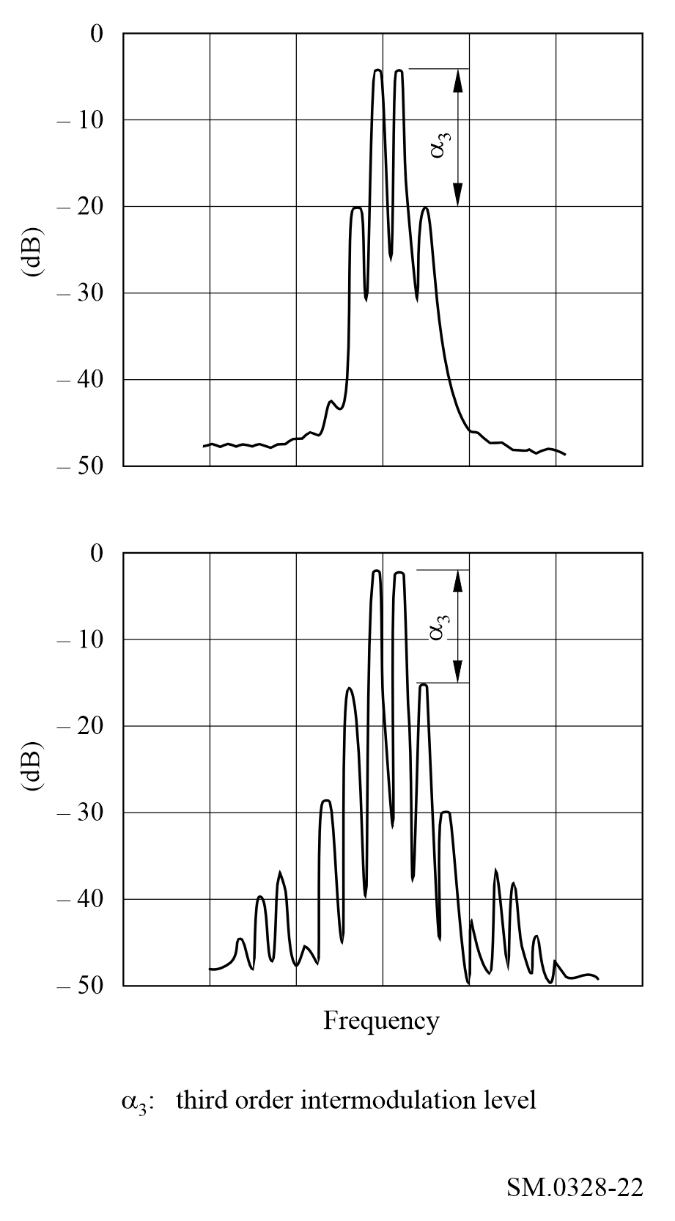 0
– 10
– 20
– 30
– 40
– 50
(dB)
α3
0
– 10
– 20
– 30
– 40
– 50
(dB)
α3
Frequency
α3: third order intermodulation level
SM.0328-22